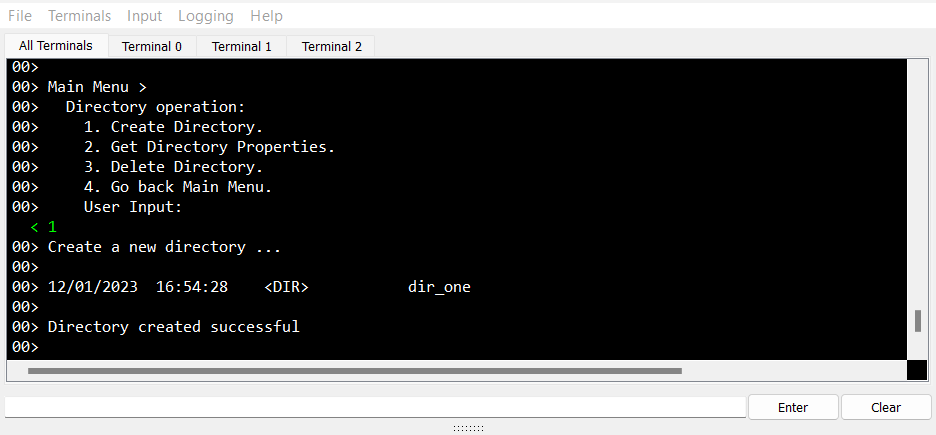 File Terminals Input Logging Help
All Terminals Terminal 0 Terminal 1 Terminal 2
00>
00> Main Menu >
00>   Directory operation:
00>     1. Create Directory.
00>     2. Get Directory Properties.
00>     3. Delete Directory.
00>     4. Go back Main Menu.
00>     User Input:
  < 1
00> Create a new directory ...
00>
00> 12/01/2023  16:54:28    <DIR>           dir_one
00>
00> Directory created successful
00>
Enter Clear